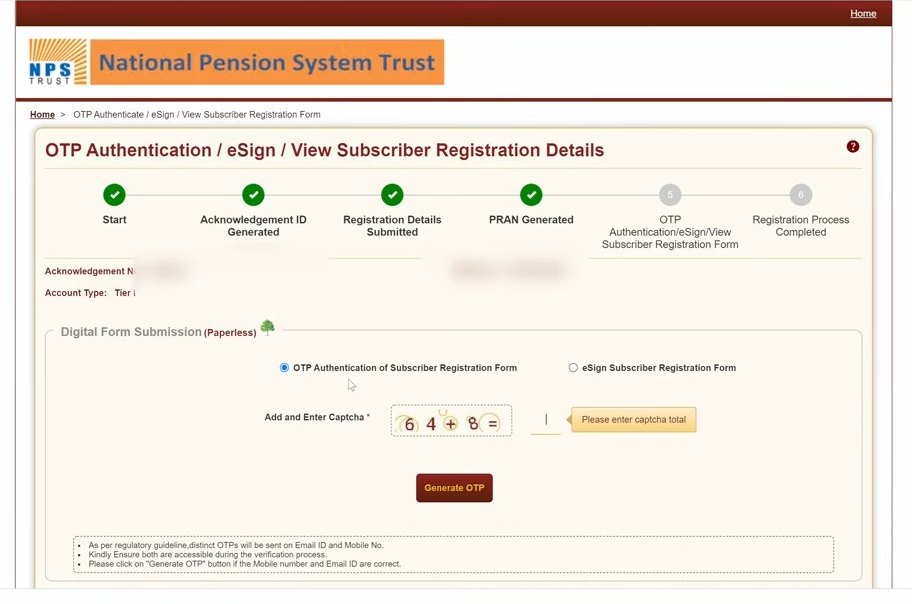 Home
NPS
TRUST
National Pension System Trust
Home > OTP Authenticate / eSign / View Subscriber Registration Form
OTP Authentication / eSign / View Subscriber Registration Details
?
5
6
Start
Acknowledgement ID
Generated
Registration Details
Submitted
PRAN Generated
OTP
Authentication/eSign/View
Subscriber Registration Form
Registration Process
Completed
Acknowledgement
Account Type: Tier
Digital Form Submission (Paperless)
OTP Authentication of Subscriber Registration Form
eSign Subscriber Registration Form
Add and Enter Captcha *
6 4 + 8 =
Please enter captcha total
Generate OTP
• As per regulatory guideline,distinct OTPs will be sent on Email ID and Mobile No.
• Kindly Ensure both are accessible during the verification process.
• Please click on "Generate OTP" button if the Mobile number and Email ID are correct.